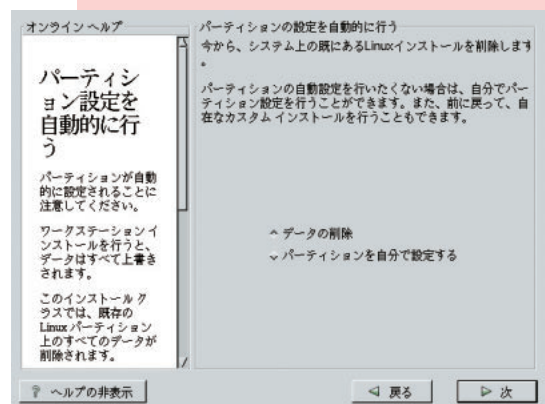 オンラインヘルプ
パーティシ
ョン設定を
自動的に行
う
パーティションが自動
的に設定されることに
注意してください。
ワークステーションイ
ンストールを行うと、
データはすべて上書き
されます。
このインストールク
ラスでは、既存の
Linux パーティション
上のすべてのデータが
削除されます。
パーティションの設定を自動的に行う
今から、システム上の既にあるLinuxインストールを削除します
。
パーティションの自動設定を行いたくない場合は、自分でパー
ティション設定を行うことができます。また、前に戻って、自
在なカスタムインストールを行うこともできます。
データの削除
パーティションを自分で設定する
? ヘルプの非表示
戻る
次